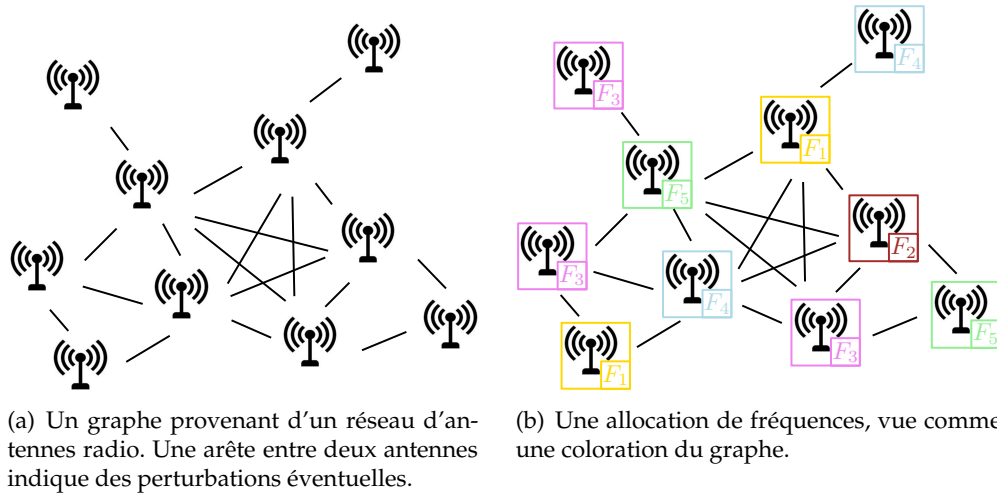 F₄
F₃
F₁
F₅
F₂
F₃
F₄
F₃
F₅
F₁
(a) Un graphe provenant d'un réseau d'an-
tennes radio. Une arête entre deux antennes
indique des perturbations éventuelles.
(b) Une allocation de fréquences, vue comme
une coloration du graphe.